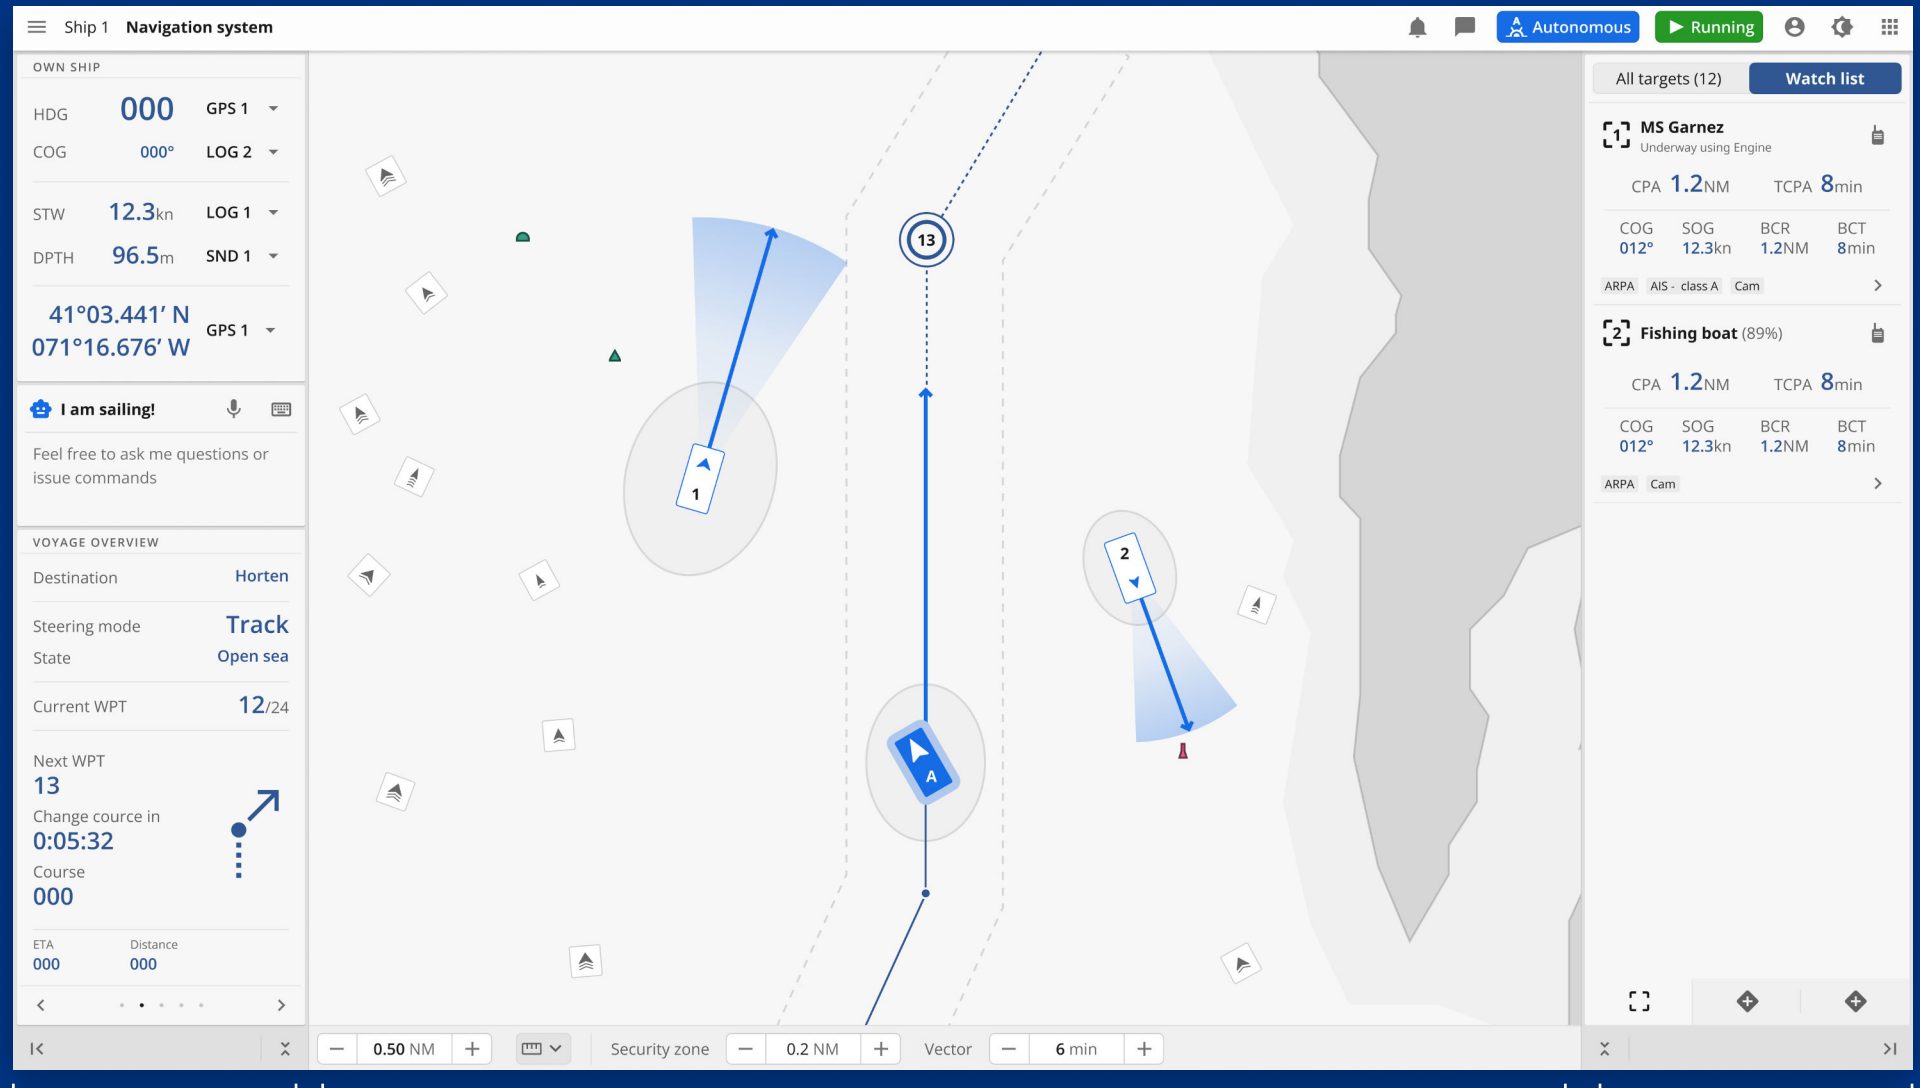 Ship 1 Navigation system
Autonomous
Running
OWN SHIP
HDG 000 GPS 1
COG 000° LOG 2
STW 12.3kn LOG 1
DPTH 96.5m SND 1
41°03.441’ N
071°16.676’ W
GPS 1
I am sailing!
Feel free to ask me questions or
issue commands
VOYAGE OVERVIEW
Destination Horten
Steering mode Track
State Open sea
Current WPT 12/24
Next WPT
13
Change cource in
0:05:32
Course
000
ETA Distance
000 000
13
1
2
A
0.50 NM
Security zone 0.2 NM
Vector 6 min
All targets (12) Watch list
1 MS Garnez
Underway using Engine
CPA 1.2NM TCPA 8min
COG SOG BCR BCT
012° 12.3kn 1.2NM 8min
ARPA AIS - class A Cam
2 Fishing boat (89%)
CPA 1.2NM TCPA 8min
COG SOG BCR BCT
012° 12.3kn 1.2NM 8min
ARPA Cam